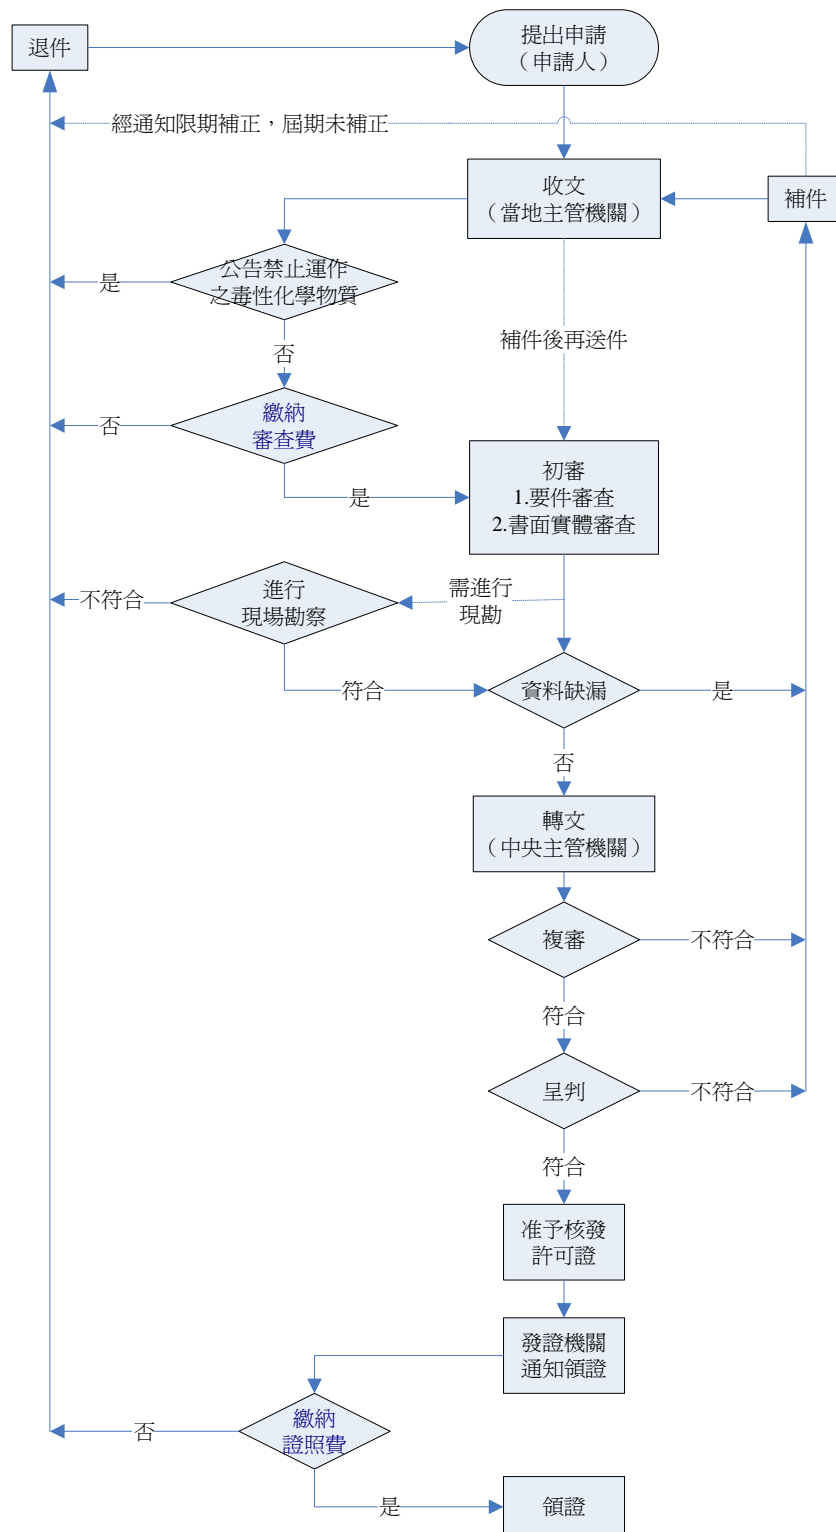 退件
提出申請
（申請人）
經通知限期補正，屆期未補正
收文
（當地主管機關）
補件
公告禁止運作
之毒性化學物質
是
否
補件後再送件
繳納
審查費
否
是
初審
1.要件審查
2.書面實體審查
需進行
現勘
進行
現場勘察
不符合
符合
資料缺漏
是
否
轉文
（中央主管機關）
複審
不符合
符合
呈判
不符合
符合
准予核發
許可證
發證機關
通知領證
繳納
證照費
否
是
領證